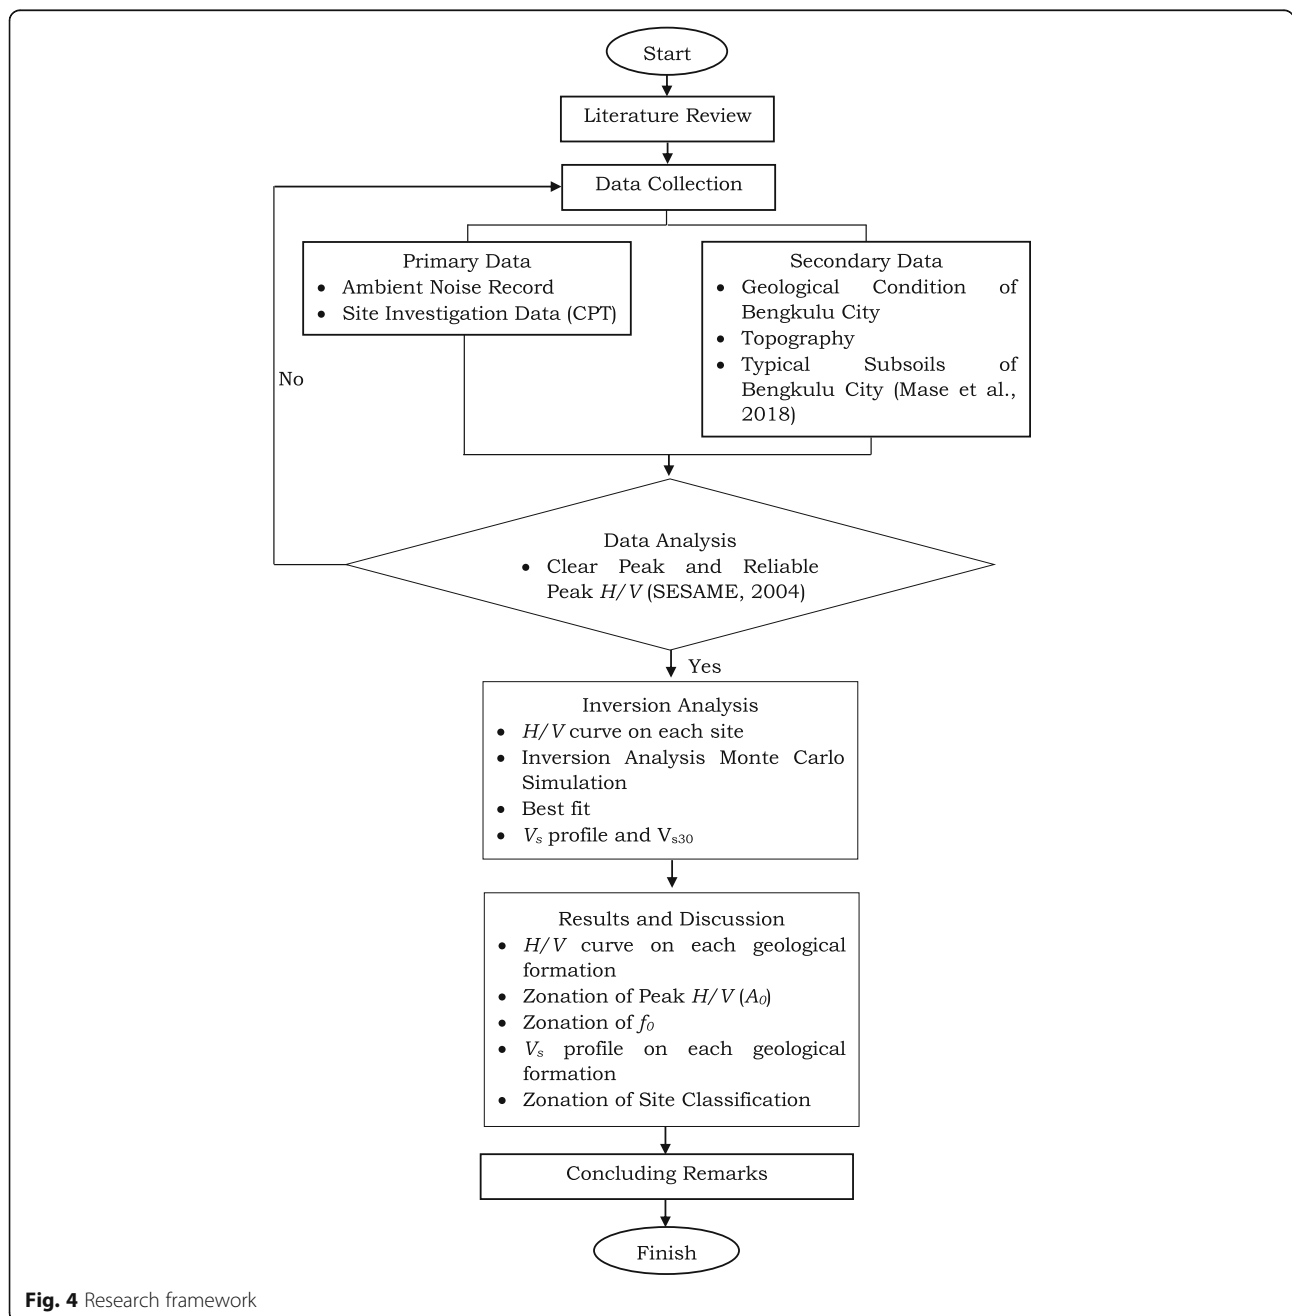 Start
Literature Review
Data Collection
Primary Data
• Ambient Noise Record
• Site Investigation Data (CPT)
Secondary Data
• Geological Condition of
Bengkulu City
• Topography
• Typical Subsoils of
Bengkulu City (Mase et al.,
2018)
No
Data Analysis
• Clear Peak and Reliable
Peak H/V (SESAME, 2004)
Yes
Inversion Analysis
• H/V curve on each site
• Inversion Analysis Monte Carlo
Simulation
• Best fit
• Vs profile and Vs30
Results and Discussion
• H/V curve on each geological
formation
• Zonation of Peak H/V (A0)
• Zonation of f0
• Vs profile on each geological
formation
• Zonation of Site Classification
Concluding Remarks
Finish
Fig. 4 Research framework